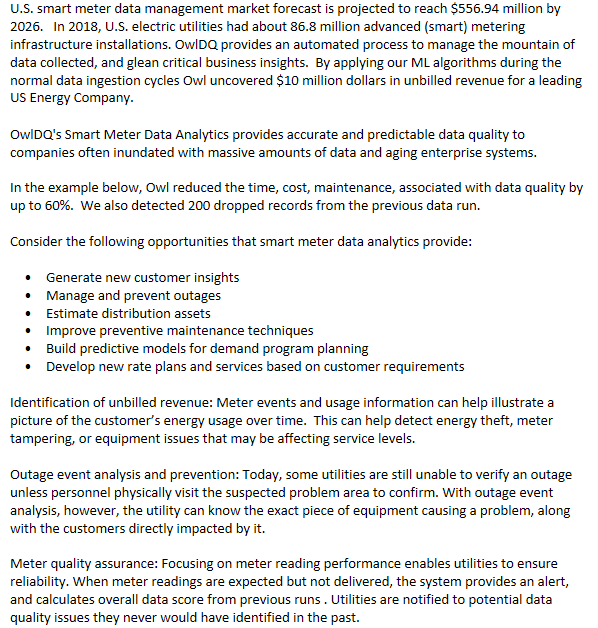 U.S. smart meter data management market forecast is projected to reach $556.94 million by
2026.   In 2018, U.S. electric utilities had about 86.8 million advanced (smart) metering
infrastructure installations. OwlDQ provides an automated process to manage the mountain of
data collected, and glean critical business insights.  By applying our ML algorithms during the
normal data ingestion cycles Owl uncovered $10 million dollars in unbilled revenue for a leading
US Energy Company.

OwlDQ's Smart Meter Data Analytics provides accurate and predictable data quality to
companies often inundated with massive amounts of data and aging enterprise systems.

In the example below, Owl reduced the time, cost, maintenance, associated with data quality by
up to 60%.  We also detected 200 dropped records from the previous data run.

Consider the following opportunities that smart meter data analytics provide:

• Generate new customer insights
• Manage and prevent outages
• Estimate distribution assets
• Improve preventive maintenance techniques
• Build predictive models for demand program planning
• Develop new rate plans and services based on customer requirements

Identification of unbilled revenue: Meter events and usage information can help illustrate a
picture of the customer's energy usage over time.  This can help detect energy theft, meter
tampering, or equipment issues that may be affecting service levels.

Outage event analysis and prevention: Today, some utilities are still unable to verify an outage
unless personnel physically visit the suspected problem area to confirm. With outage event
analysis, however, the utility can know the exact piece of equipment causing a problem, along
with the customers directly impacted by it.

Meter quality assurance: Focusing on meter reading performance enables utilities to ensure
reliability. When meter readings are expected but not delivered, the system provides an alert,
and calculates overall data score from previous runs . Utilities are notified to potential data
quality issues they never would have identified in the past.